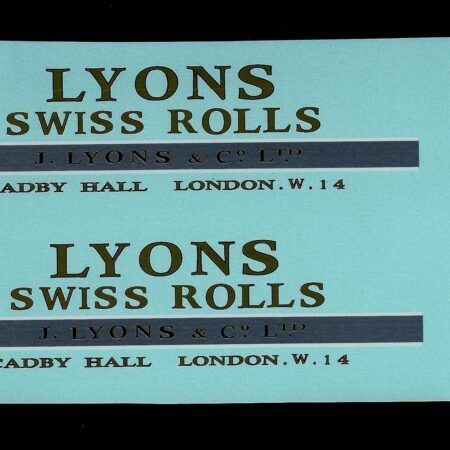 LYONS
SWISS ROLLS
J. LYONS & Cº. LTD.
ADBY HALL LONDON.W.14
LYONS
SWISS ROLLS
J. LYONS & Cº. LTD.
CADBY HALL LONDON.W.14